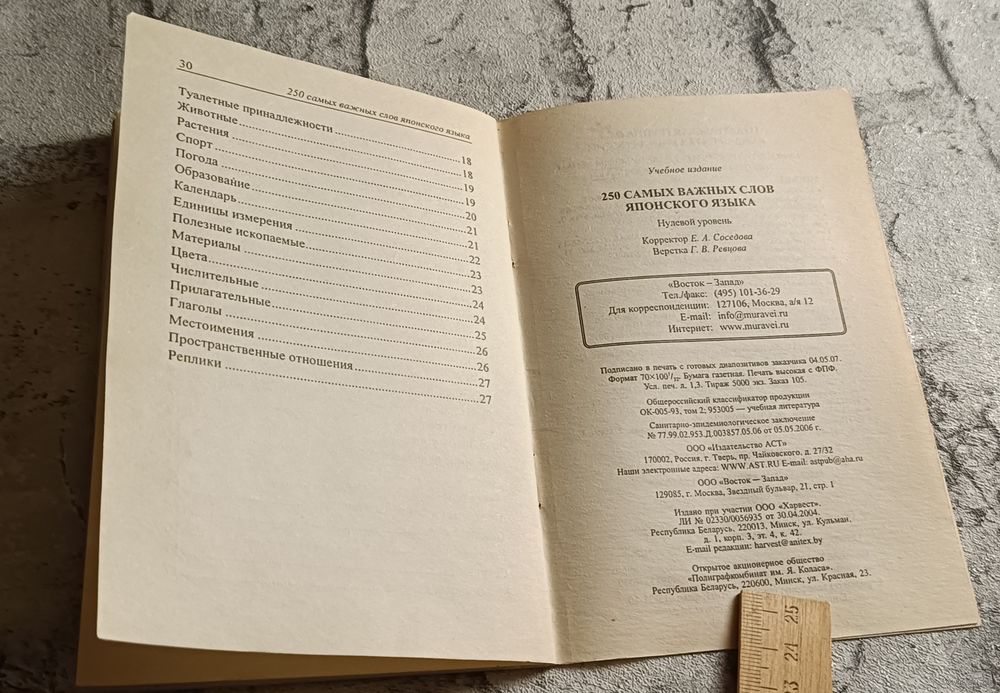 30
250 самых важных слов японского языка
Туалетные принадлежности ........ 18
Животные ........ 18
Растения ........ 19
Спорт ........ 19
Погода ........ 20
Образование ........ 21
Календарь ........ 21
Единицы измерения ........ 22
Полезные ископаемые ........ 23
Материалы ........ 23
Цвета ........ 24
Числительные ........ 24
Прилагательные ........ 25
Глаголы ........ 26
Местоимения ........ 26
Пространственные отношения ........ 27
Реплики ........ 27
Учебное издание
250 САМЫХ ВАЖНЫХ СЛОВ
ЯПОНСКОГО ЯЗЫКА
Нулевой уровень
Корректор Е. А. Соседова
Верстка Г. В. Ревцова
«Восток – Запад»
Тел./факс: (495) 101-36-29
Для корреспонденции: 127106, Москва, а/я 12
E-mail: info@muravei.ru
Интернет: www.muravei.ru
Подписано в печать с готовых диапозитивов заказчика 04.05.07.
Формат 70×100 1/32. Бумага газетная. Печать высокая с ФПФ.
Усл. печ. л. 1,3. Тираж 5000 экз. Заказ 105.
Общероссийский классификатор продукции
ОК-005-93, том 2; 953005 — учебная литература
Санитарно-эпидемиологическое заключение
№ 77.99.02.953.Д.003857.05.06 от 05.05.2006 г.
ООО «Издательство АСТ»
170002, Россия, г. Тверь, пр. Чайковского, д. 27/32
Наши электронные адреса: WWW.AST.RU E-mail: astpub@aha.ru
ООО «Восток – Запад»
129085, г. Москва, Звездный бульвар, 21, стр. 1
Издано при участии ООО «Харвест».
ЛИ № 02330/0056935 от 30.04.2004.
Республика Беларусь, 220013, Минск, ул. Кульман,
д. 1, корп. 3, эт. 4, к. 42.
E-mail редакции: harvest@anitex.by
Открытое акционерное общество
«Полиграфкомбинат им. Я. Коласа».
Республика Беларусь, 220600, Минск, ул. Красная, 23.
25
24